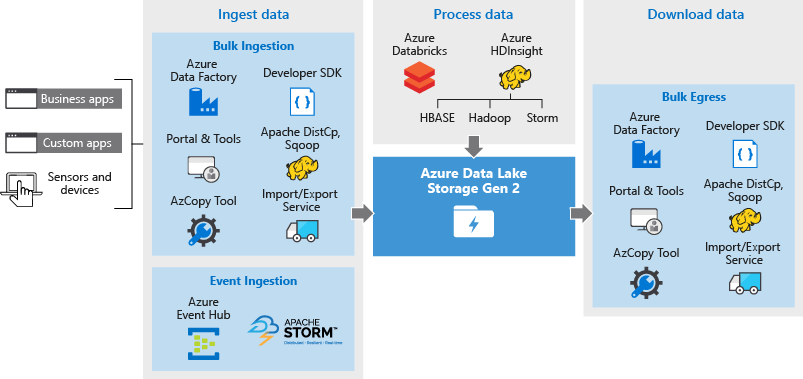 Ingest data
Process data
Download data
Business apps
Custom apps
Sensors and
devices
Bulk Ingestion
Azure
Data Factory
Developer SDK
Portal & Tools
Apache DistCp,
Sqoop
AzCopy Tool
Import/Export
Service
Event Ingestion
Azure
Event Hub
APACHE
STORM™
Distributed • Resilient • Real-time
Azure
Databricks
Azure
HDInsight
HBASE
Hadoop
Storm
Azure Data Lake
Storage Gen 2
Bulk Egress
Azure
Data Factory
Developer SDK
Portal & Tools
Apache DistCp,
Sqoop
AzCopy Tool
Import/Export
Service